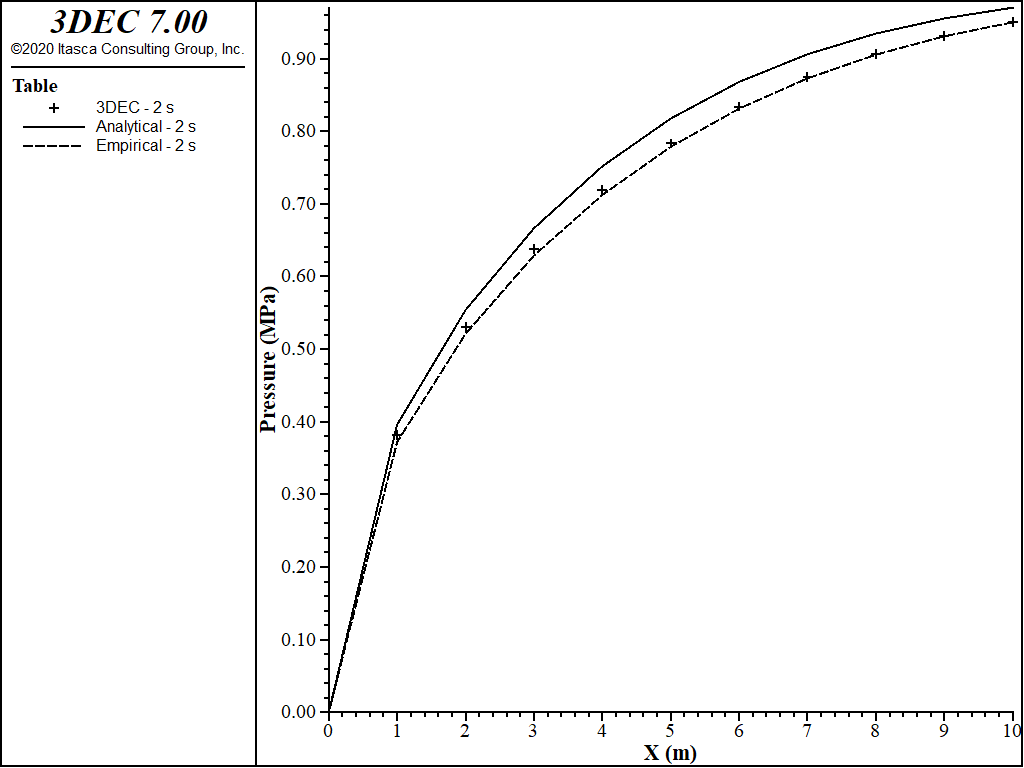 3DEC 7.00
©2020 Itasca Consulting Group, Inc.
Table
3DEC - 2 s
Analytical - 2 s
Empirical - 2 s
0.90
0.80
0.70
0.60
0.50
0.40
0.30
0.20
0.10
0.00
Pressure (MPa)
0 1 2 3 4 5 6 7 8 9 10
X (m)